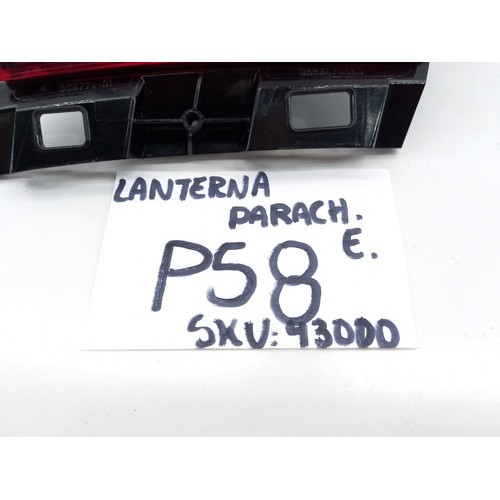 LANTERNA
PARACH.
E.
P58
SKU: 93000